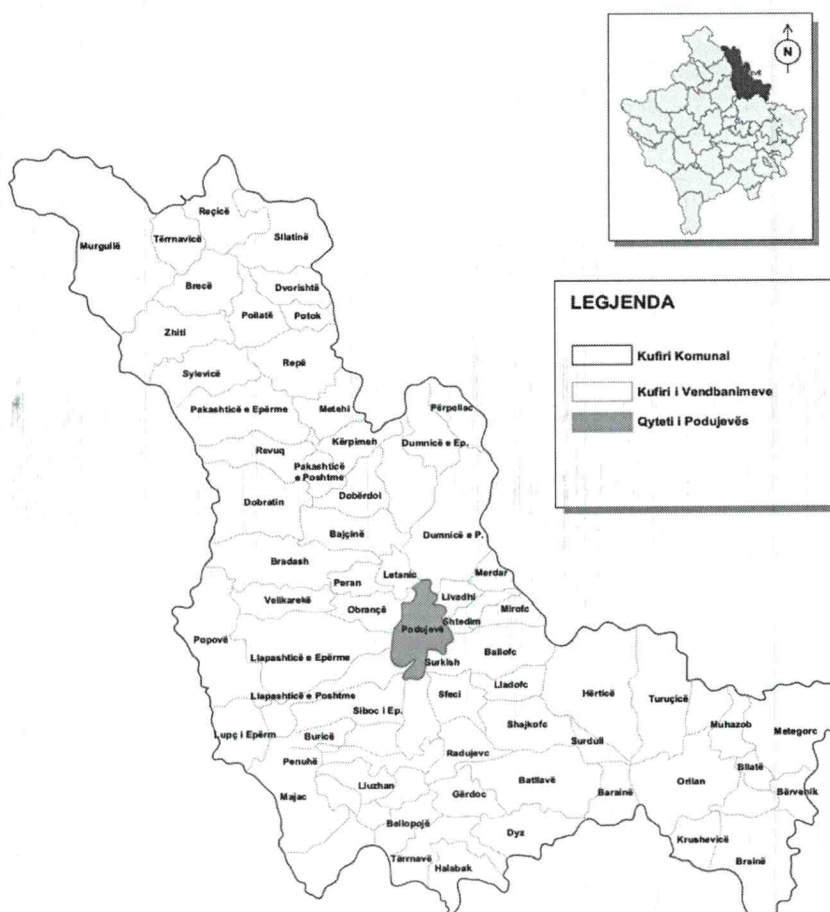 N
LEGJENDA
Kufiri Komunal
Kufiri i Vendbanimeve
Qyteti i Podujevës
Murgullë
Tërrnavicë
Reçicë
Sllatinë
Brecë
Dvorishtë
Zhiti
Pollatë
Potok
Repë
Sylevicë
Pakashticë e Epërme
Metehi
Përpellac
Revuq
Kërpimeh
Dumnicë e Ep.
Pakashticë
e Poshtme
Dobratin
Dobërdol
Bajçinë
Dumnicë e P.
Bradash
Letanic
Merdar
Peran
Velikarekë
Livadhi
Obrançë
Mirofc
Popovë
Podujevë
Shtedim
Llapashticë e Epërme
Surkish
Ballofc
Llapashticë e Poshtme
Sfeci
Lladofc
Hërticë
Turuçicë
Siboc i Ep.
Lupç i Epërm
Buricë
Shajkofc
Surdull
Muhazob
Metegorc
Penuhë
Radujevc
Majac
Lluzhan
Gërdoc
Batllavë
Barainë
Orllan
Bllatë
Bërvenik
Bellopojë
Dyz
Krushevicë
Brainë
Tërrnavë
Halabak